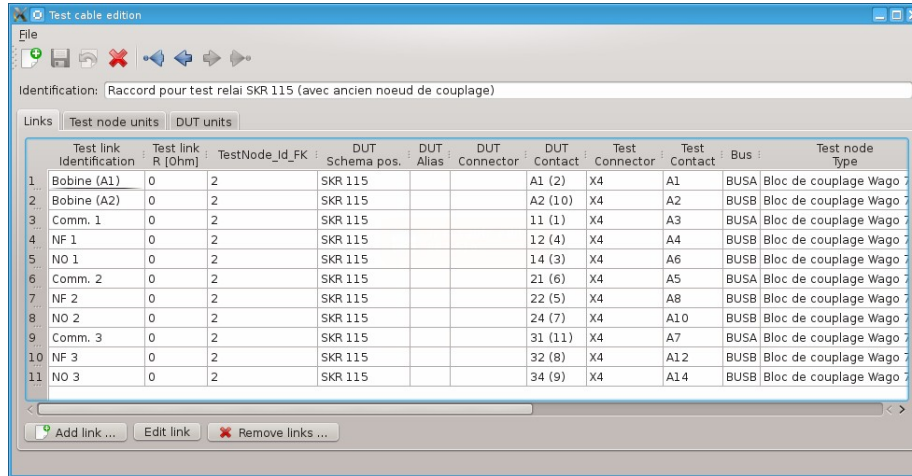 Test cable edition
File
Identification: Raccord pour test relai SKR 115 (avec ancien noeud de couplage)
Links Test node units DUT units
Test link Identification Test link R [Ohm] TestNode_Id_FK DUT Schema pos. DUT Alias DUT Connector DUT Contact Test Connector Test Contact Bus Test node Type
1 Bobine (A1) 0 2 SKR 115 A1 (2) X4 A1 BUSA Bloc de couplage Wago 7
2 Bobine (A2) 0 2 SKR 115 A2 (10) X4 A2 BUSB Bloc de couplage Wago 7
3 Comm. 1 0 2 SKR 115 11 (1) X4 A3 BUSA Bloc de couplage Wago 7
4 NF 1 0 2 SKR 115 12 (4) X4 A4 BUSB Bloc de couplage Wago 7
5 NO 1 0 2 SKR 115 14 (3) X4 A6 BUSB Bloc de couplage Wago 7
6 Comm. 2 0 2 SKR 115 21 (6) X4 A5 BUSA Bloc de couplage Wago 7
7 NF 2 0 2 SKR 115 22 (5) X4 A8 BUSB Bloc de couplage Wago 7
8 NO 2 0 2 SKR 115 24 (7) X4 A10 BUSB Bloc de couplage Wago 7
9 Comm. 3 0 2 SKR 115 31 (11) X4 A7 BUSA Bloc de couplage Wago 7
10 NF 3 0 2 SKR 115 32 (8) X4 A12 BUSB Bloc de couplage Wago 7
11 NO 3 0 2 SKR 115 34 (9) X4 A14 BUSB Bloc de couplage Wago 7
Add link ... Edit link Remove links ...